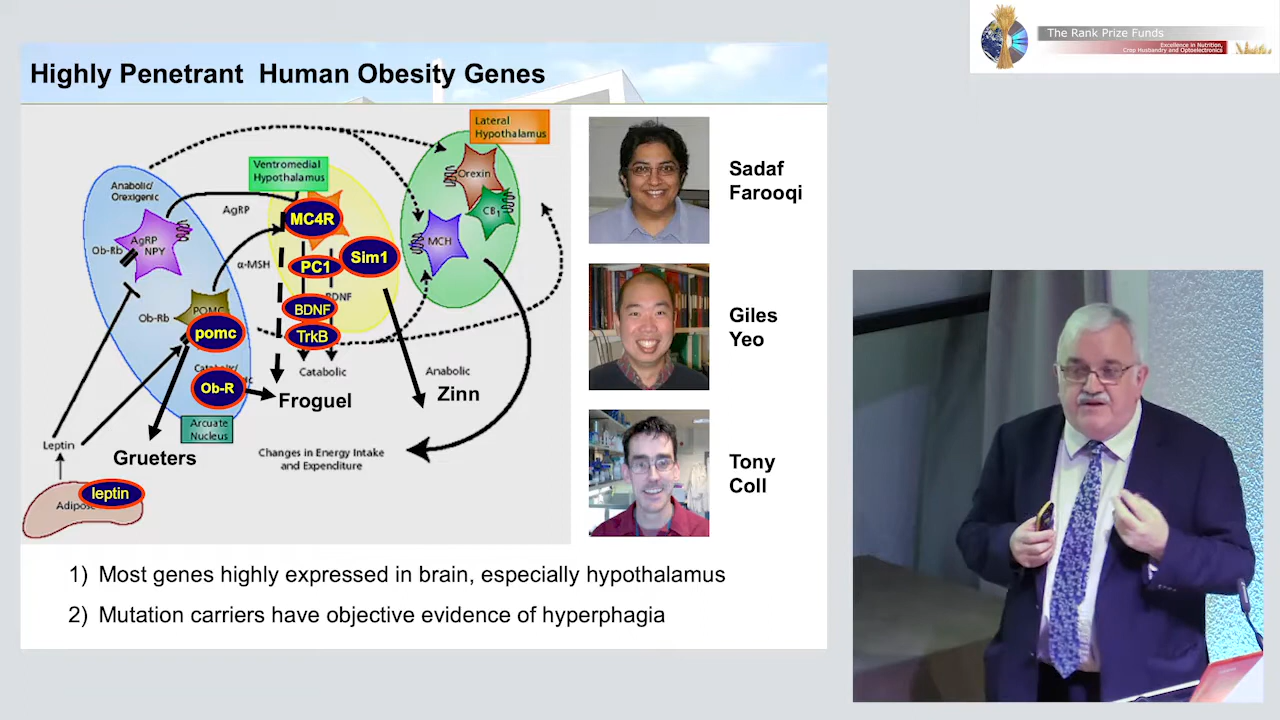 The Rank Prize Funds
Excellence in Nutrition,
Crop Husbandry and Optoelectronics
Highly Penetrant Human Obesity Genes
Lateral
Hypothalamus
Ventromedial
Hypothalamus
Anabolic/
Orexigenic
Orexin
AgRP
MC4R
CB1
Ob-Rb
AgRP
NPY
MCH
α-MSH
PC1
Sim1
BDNF
POMC
Ob-Rb
BDNF
pomc
TrkB
Catabolic
Anabolic
Ob-R
Froguel
Zinn
Arcuate
Nucleus
Leptin
Grueters
Changes in Energy Intake
and Expenditure
leptin
Sadaf
Farooqi
Giles
Yeo
Tony
Coll
1) Most genes highly expressed in brain, especially hypothalamus
2) Mutation carriers have objective evidence of hyperphagia